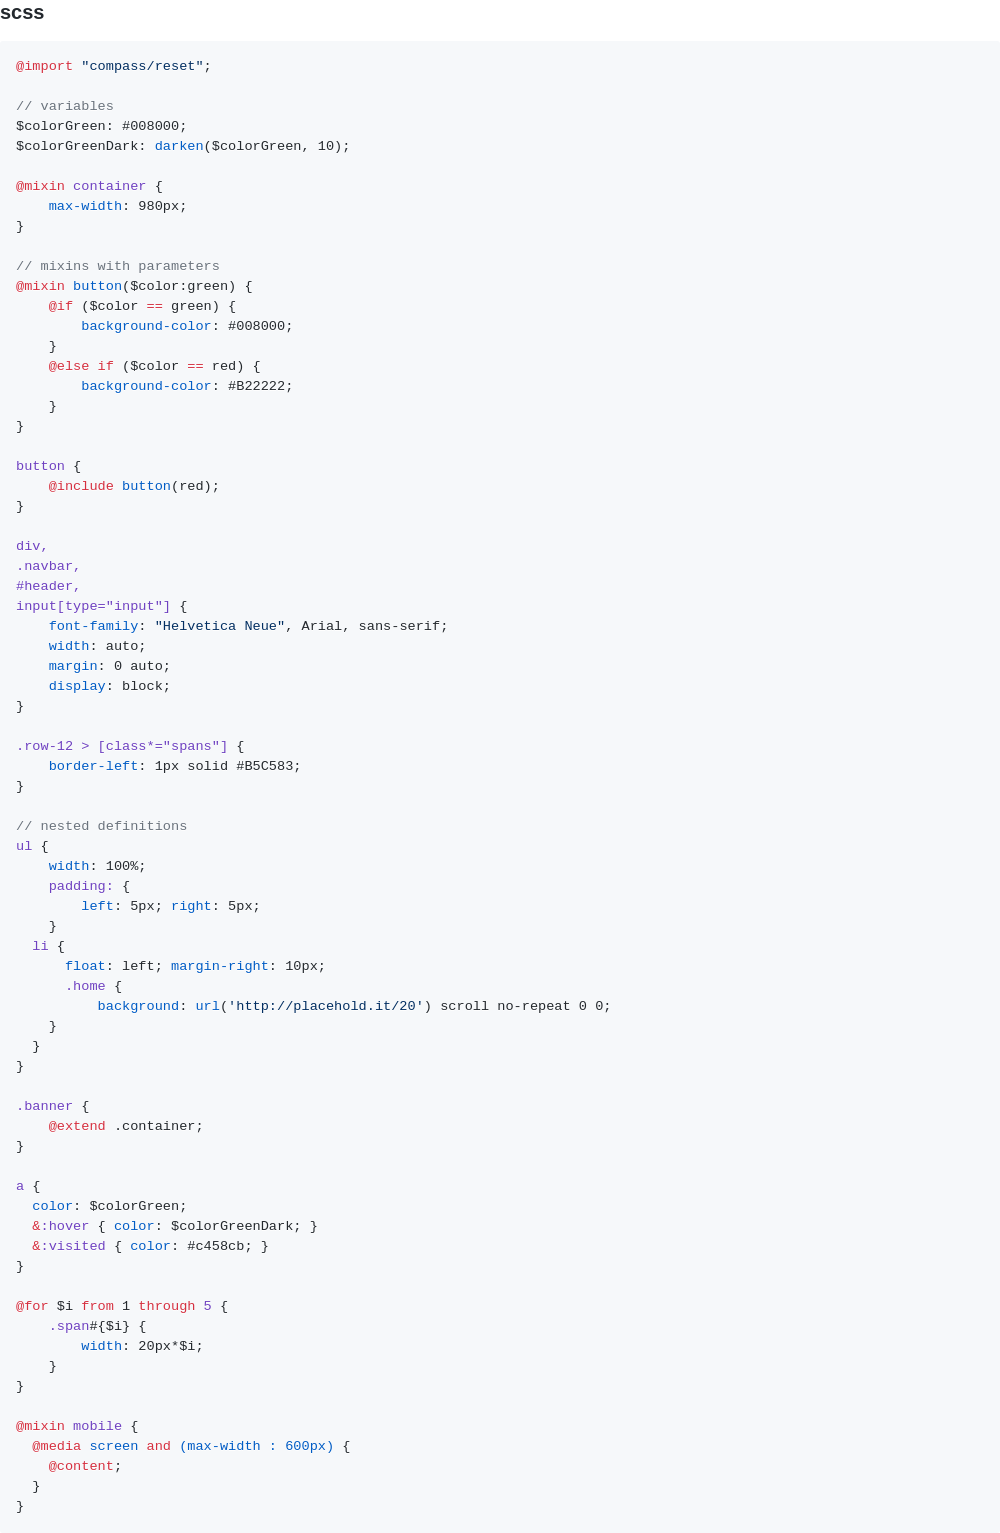 scss
@import "compass/reset";

// variables
$colorGreen: #008000;
$colorGreenDark: darken($colorGreen, 10);

@mixin container {
    max-width: 980px;
}

// mixins with parameters
@mixin button($color:green) {
    @if ($color == green) {
        background-color: #008000;
    }
    @else if ($color == red) {
        background-color: #B22222;
    }
}

button {
    @include button(red);
}

div,
.navbar,
#header,
input[type="input"] {
    font-family: "Helvetica Neue", Arial, sans-serif;
    width: auto;
    margin: 0 auto;
    display: block;
}

.row-12 > [class*="spans"] {
    border-left: 1px solid #B5C583;
}

// nested definitions
ul {
    width: 100%;
    padding: {
        left: 5px; right: 5px;
    }
  li {
      float: left; margin-right: 10px;
      .home {
          background: url('http://placehold.it/20') scroll no-repeat 0 0;
    }
  }
}

.banner {
    @extend .container;
}

a {
  color: $colorGreen;
  &:hover { color: $colorGreenDark; }
  &:visited { color: #c458cb; }
}

@for $i from 1 through 5 {
    .span#{$i} {
        width: 20px*$i;
    }
}

@mixin mobile {
  @media screen and (max-width : 600px) {
    @content;
  }
}